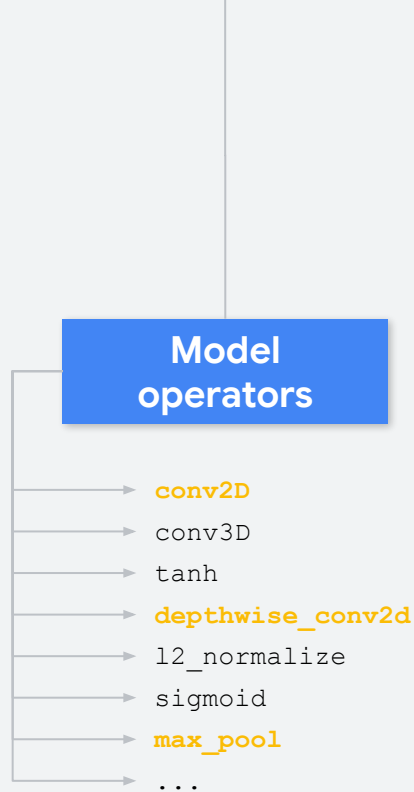 Model
operators
conv2D
conv3D
tanh
depthwise_conv2d
l2_normalize
sigmoid
max_pool
...